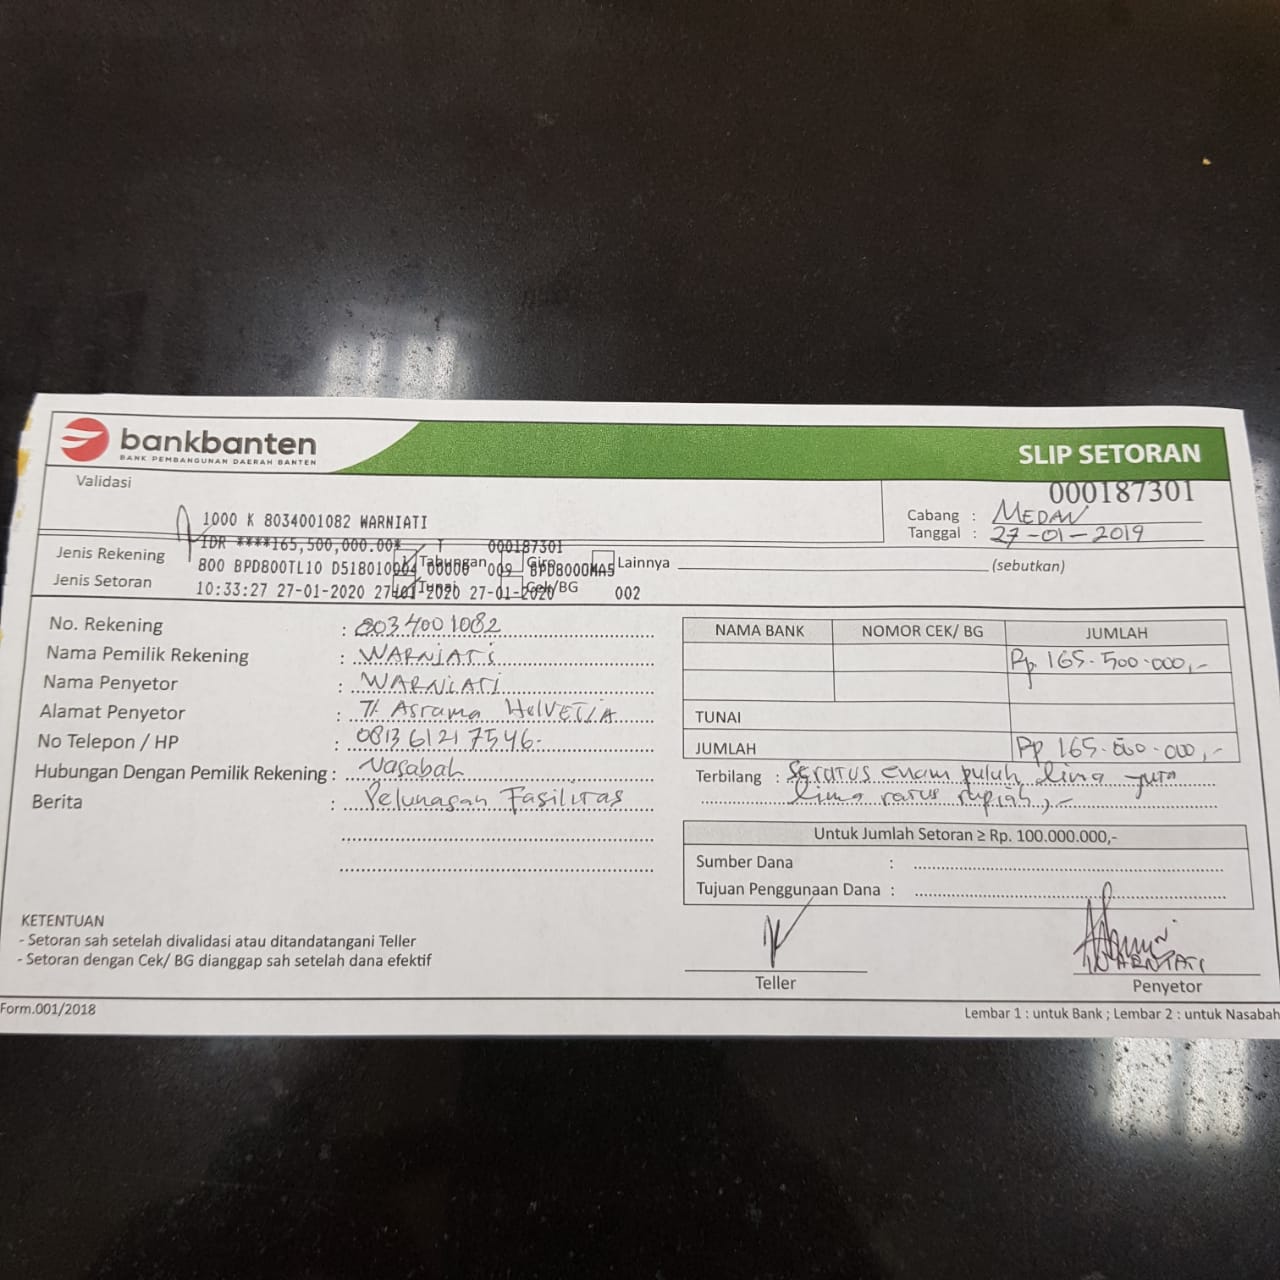 bankbanten
BANK PEMBANGUNAN DAERAH BANTEN
SLIP SETORAN
000187301
Validasi
Cabang : MEDAN
Tanggal : 27-01-2019
1000 K 8034001082 WARNIATI
IDR ****165,500,000.00* T 000187301
Jenis Rekening Tabungan Giro Lainnya (sebutkan)
800 BPD800TL10 D518010004 00006 009 BPD8000MAS
Jenis Setoran Tunai Cek/BG
10:33:27 27-01-2020 27-01-2020 27-01-2020 002
No. Rekening : 8034001082
Nama Pemilik Rekening : WARNIATI
Nama Penyetor : WARNIATI
Alamat Penyetor : Asrama HELVETIA
No Telepon / HP : 081361217546-
Hubungan Dengan Pemilik Rekening : Nasabah
Berita : Pelunasan Fasilitas
NAMA BANK NOMOR CEK/ BG JUMLAH
Rp 165.500.000,-
TUNAI
JUMLAH Rp 165.500.000,-
Terbilang : Seratus enam puluh lima juta
lima ratus rupiah,-
Untuk Jumlah Setoran ≥ Rp. 100.000.000,-
Sumber Dana :
Tujuan Penggunaan Dana :
KETENTUAN
- Setoran sah setelah divalidasi atau ditandatangani Teller
- Setoran dengan Cek/ BG dianggap sah setelah dana efektif
WARNIATI
Teller
Penyetor
Form.001/2018
Lembar 1 : untuk Bank ; Lembar 2 : untuk Nasabah